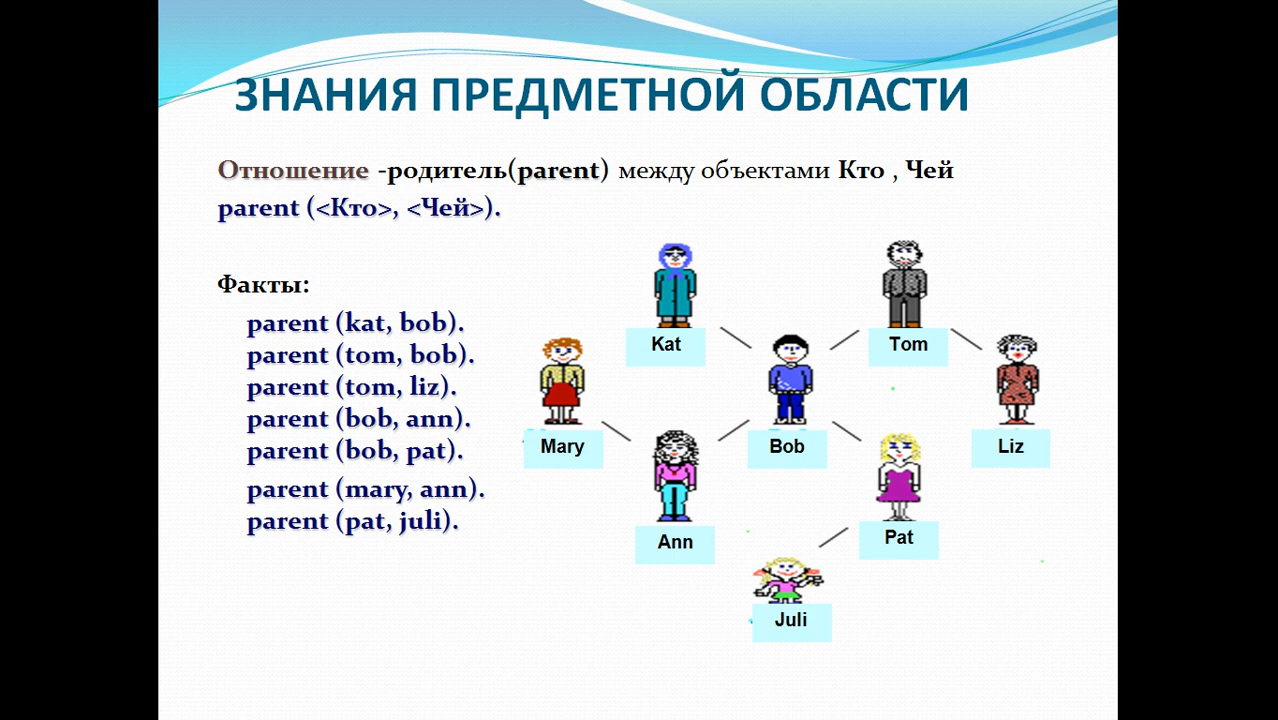 ЗНАНИЯ ПРЕДМЕТНОЙ ОБЛАСТИ
Отношение -родитель(parent) между объектами Кто , Чей
parent (<Кто>, <Чей>).
Факты:
parent (kat, bob).
parent (tom, bob).
parent (tom, liz).
parent (bob, ann).
parent (bob, pat).
parent (mary, ann).
parent (pat, juli).
Kat
Tom
Mary
Bob
Liz
Ann
Pat
Juli